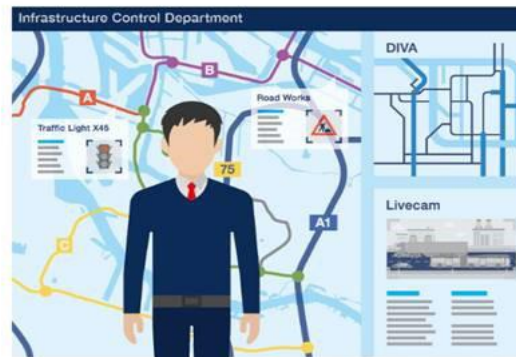 Infrastructure Control Department
B
A
Traffic Light X45
Road Works
75
A1
C
DIVA
Livecam